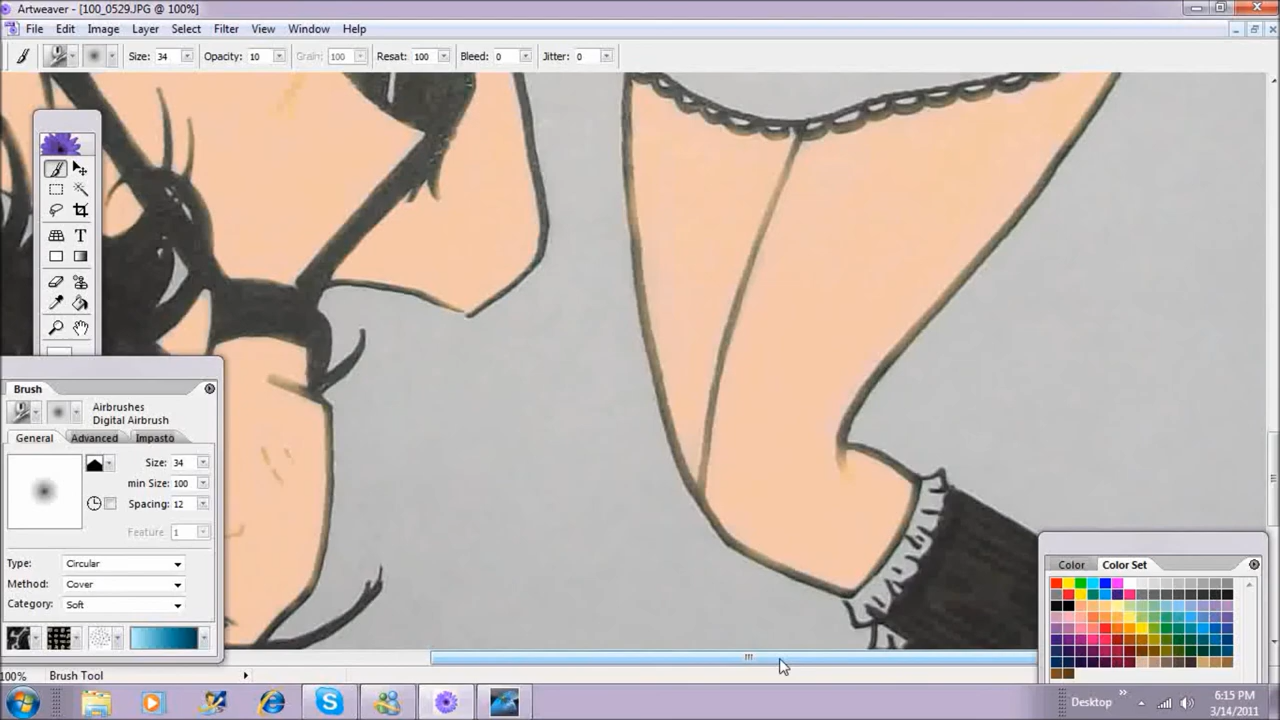 Artweaver - [100_0529.JPG @ 100%]
File Edit Image Layer Select Filter View Window Help
Size: 34 Opacity: 10 Grain: 100 Resat: 100 Bleed: 0 Jitter: 0
T
Brush
Airbrushes
Digital Airbrush
General Advanced Impasto
Size: 34
min Size: 100
Spacing: 12
Feature 1
Type: Circular
Method: Cover
Category: Soft
Color Color Set
100% Brush Tool
Desktop
6:15 PM
3/14/2011